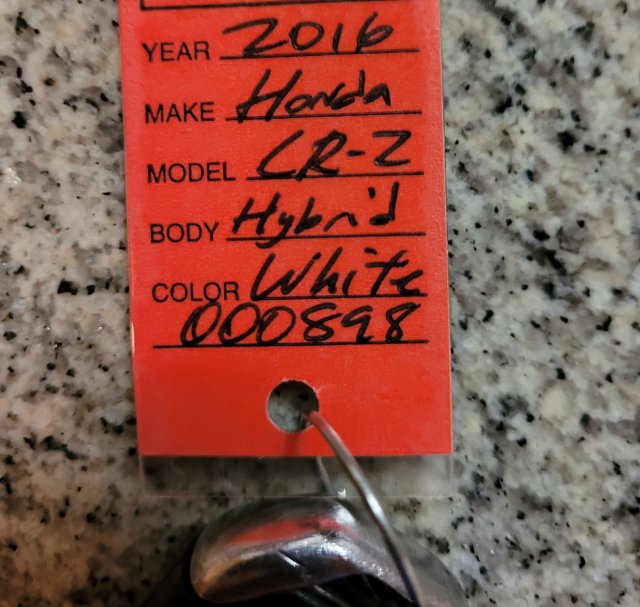 YEAR 2016
MAKE Honda
MODEL CR-Z
BODY Hybrid
COLOR White
000898